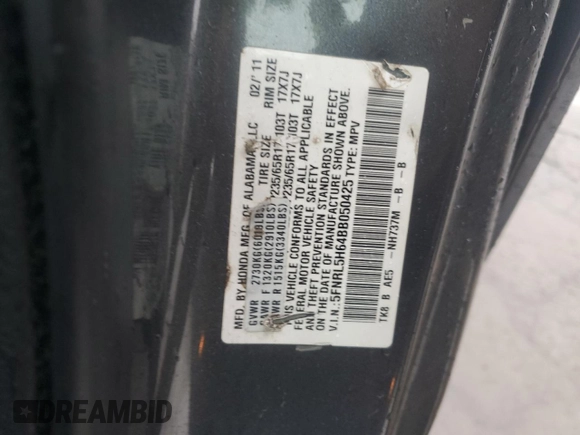 MFD. BY HONDA MFG. OF ALABAMA, LLC 02/'11
GVWR 2730KG(6019LBS) TIRE SIZE RIM SIZE
GAWR F 1320KG(2910LBS) P235/65R17 103T 17X7J
GAWR R 1515KG(3340LBS) P235/65R17 103T 17X7J
THIS VEHICLE CONFORMS TO ALL APPLICABLE
FEDERAL MOTOR VEHICLE SAFETY
AND THEFT PREVENTION STANDARDS IN EFFECT
ON THE DATE OF MANUFACTURE SHOWN ABOVE.
V.I.N.: 5FNRL5H64BB050425 TYPE: MPV
TK8 B AE5 -NH737M -B -B
DREAMBID